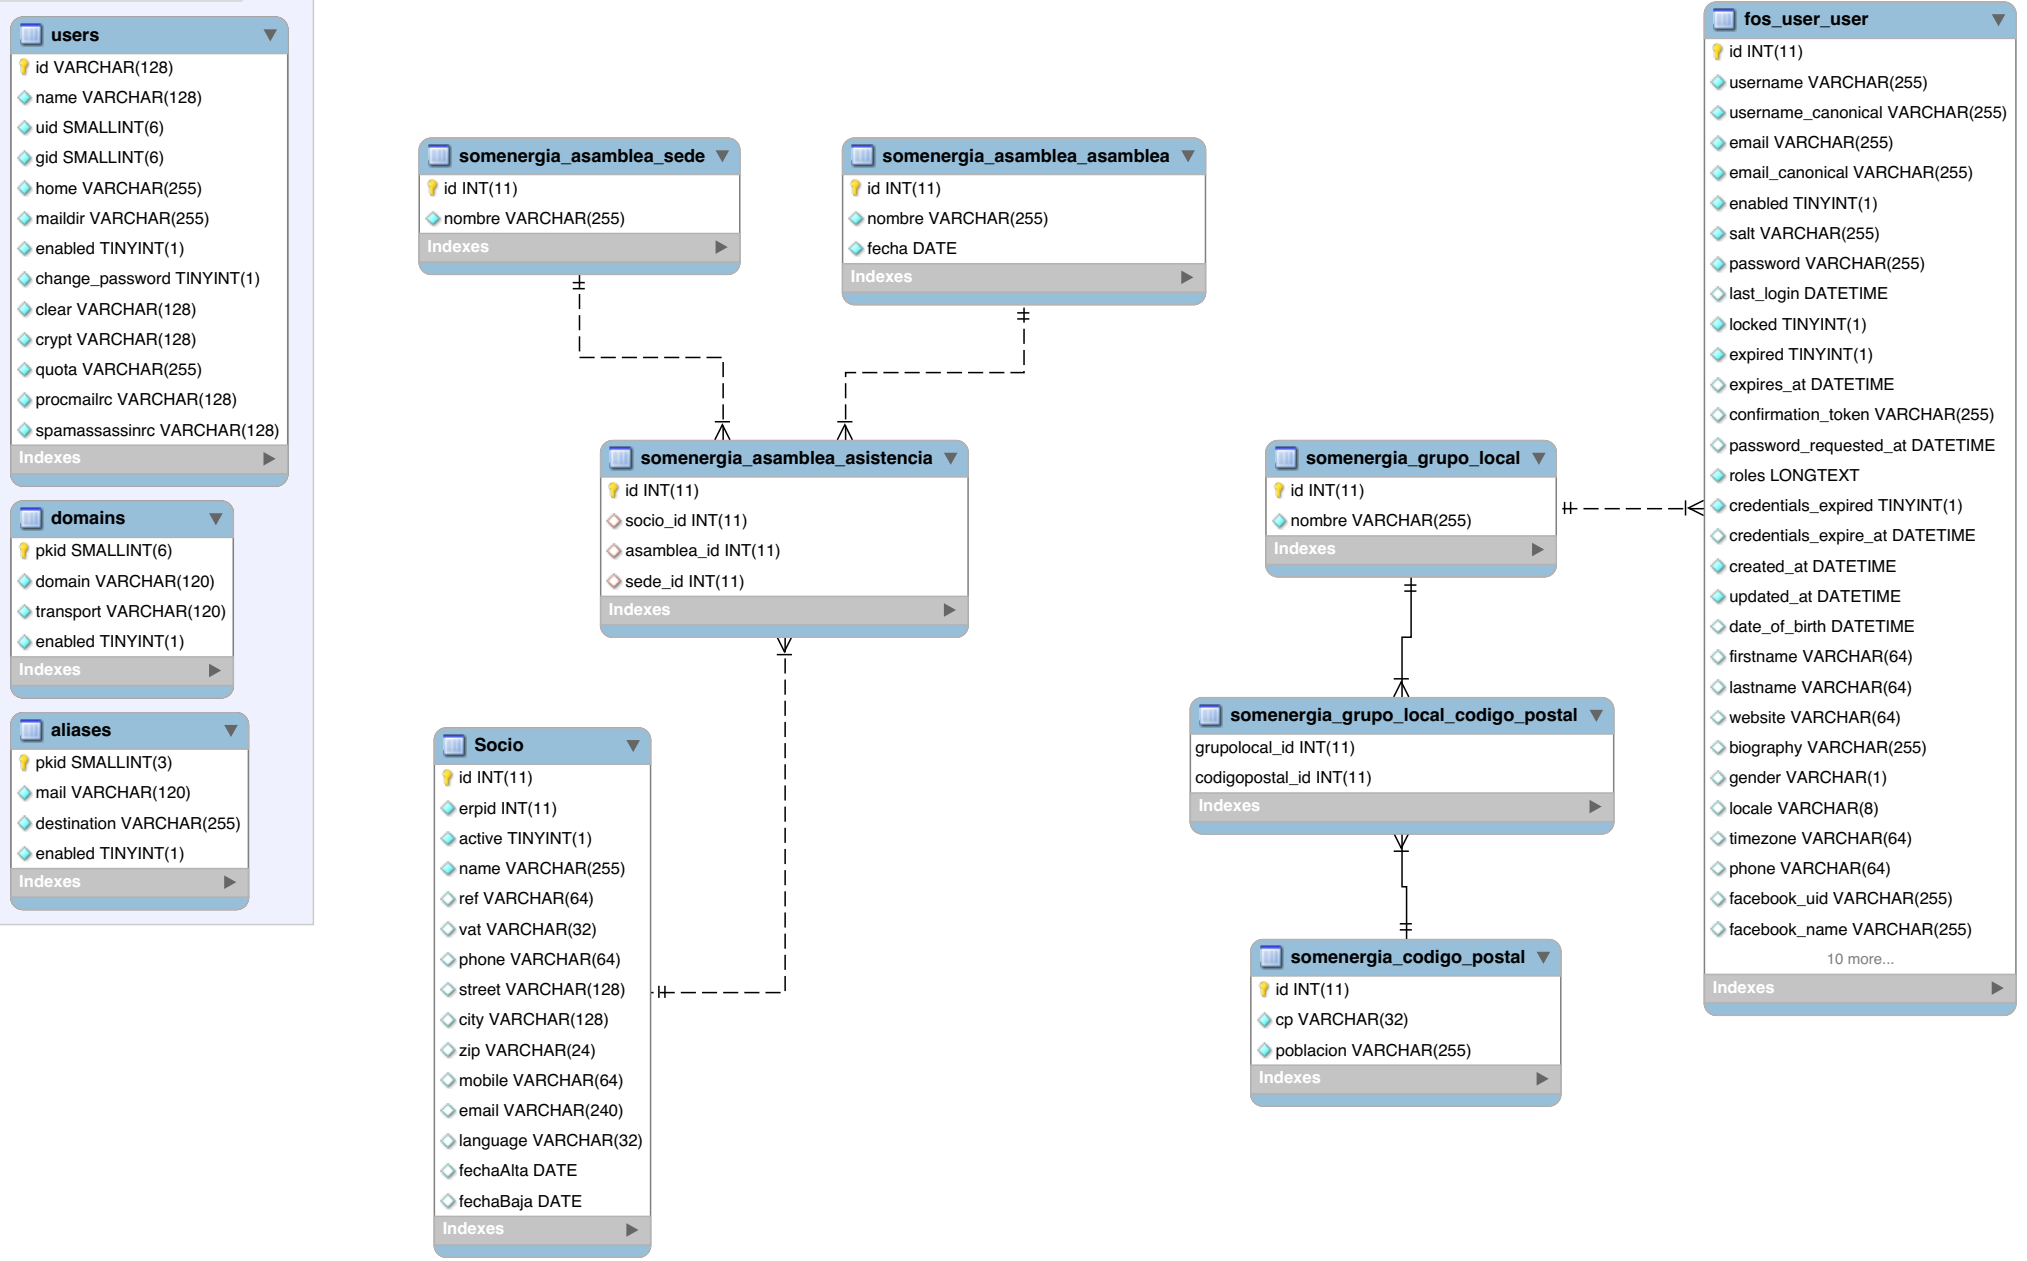 users
id VARCHAR(128)
name VARCHAR(128)
uid SMALLINT(6)
gid SMALLINT(6)
home VARCHAR(255)
maildir VARCHAR(255)
enabled TINYINT(1)
change_password TINYINT(1)
clear VARCHAR(128)
crypt VARCHAR(128)
quota VARCHAR(255)
procmailrc VARCHAR(128)
spamassassinrc VARCHAR(128)
Indexes
domains
pkid SMALLINT(6)
domain VARCHAR(120)
transport VARCHAR(120)
enabled TINYINT(1)
Indexes
aliases
pkid SMALLINT(3)
mail VARCHAR(120)
destination VARCHAR(255)
enabled TINYINT(1)
Indexes
somenergia_asamblea_sede
id INT(11)
nombre VARCHAR(255)
Indexes
somenergia_asamblea_asamblea
id INT(11)
nombre VARCHAR(255)
fecha DATE
Indexes
somenergia_asamblea_asistencia
id INT(11)
socio_id INT(11)
asamblea_id INT(11)
sede_id INT(11)
Indexes
Socio
id INT(11)
erpid INT(11)
active TINYINT(1)
name VARCHAR(255)
ref VARCHAR(64)
vat VARCHAR(32)
phone VARCHAR(64)
street VARCHAR(128)
city VARCHAR(128)
zip VARCHAR(24)
mobile VARCHAR(64)
email VARCHAR(240)
language VARCHAR(32)
fechaAlta DATE
fechaBaja DATE
Indexes
somenergia_grupo_local
id INT(11)
nombre VARCHAR(255)
Indexes
somenergia_grupo_local_codigo_postal
grupolocal_id INT(11)
codigopostal_id INT(11)
Indexes
somenergia_codigo_postal
id INT(11)
cp VARCHAR(32)
poblacion VARCHAR(255)
Indexes
fos_user_user
id INT(11)
username VARCHAR(255)
username_canonical VARCHAR(255)
email VARCHAR(255)
email_canonical VARCHAR(255)
enabled TINYINT(1)
salt VARCHAR(255)
password VARCHAR(255)
last_login DATETIME
locked TINYINT(1)
expired TINYINT(1)
expires_at DATETIME
confirmation_token VARCHAR(255)
password_requested_at DATETIME
roles LONGTEXT
credentials_expired TINYINT(1)
credentials_expire_at DATETIME
created_at DATETIME
updated_at DATETIME
date_of_birth DATETIME
firstname VARCHAR(64)
lastname VARCHAR(64)
website VARCHAR(64)
biography VARCHAR(255)
gender VARCHAR(1)
locale VARCHAR(8)
timezone VARCHAR(64)
phone VARCHAR(64)
facebook_uid VARCHAR(255)
facebook_name VARCHAR(255)
10 more...
Indexes